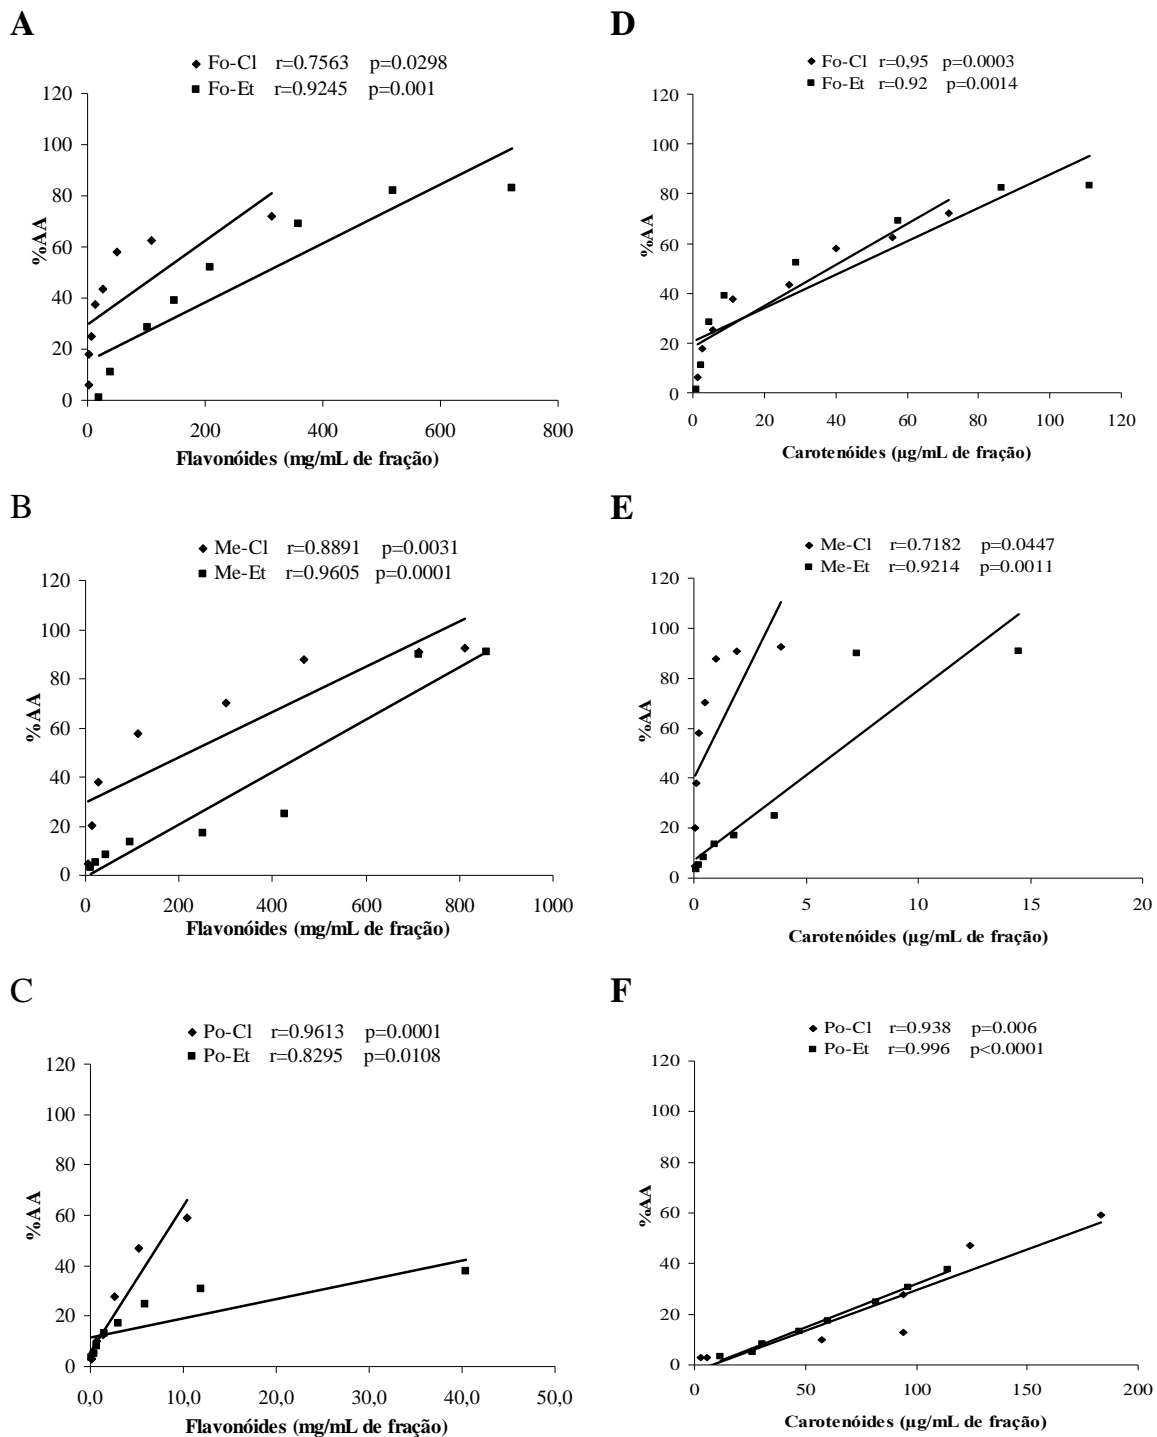 A
Fo-Cl r=0.7563 p=0.0298
Fo-Et r=0.9245 p=0.001
120
100
80
60
40
20
0
%AA
0 200 400 600 800
Flavonóides (mg/mL de fração)
D
Fo-Cl r=0,95 p=0.0003
Fo-Et r=0.92 p=0.0014
120
100
80
60
40
20
0
%AA
0 20 40 60 80 100 120
Carotenóides (µg/mL de fração)
B
Me-Cl r=0.8891 p=0.0031
Me-Et r=0.9605 p=0.0001
120
100
80
60
40
20
0
%AA
0 200 400 600 800 1000
Flavonóides (mg/mL de fração)
E
Me-Cl r=0.7182 p=0.0447
Me-Et r=0.9214 p=0.0011
120
100
80
60
40
20
0
%AA
0 5 10 15 20
Carotenóides (µg/mL de fração)
C
Po-Cl r=0.9613 p=0.0001
Po-Et r=0.8295 p=0.0108
120
100
80
60
40
20
0
%AA
0,0 10,0 20,0 30,0 40,0 50,0
Flavonóides (mg/mL de fração)
F
Po-Cl r=0.938 p=0.006
Po-Et r=0.996 p<0.0001
120
100
80
60
40
20
0
%AA
0 50 100 150 200
Carotenóides (µg/mL de fração)